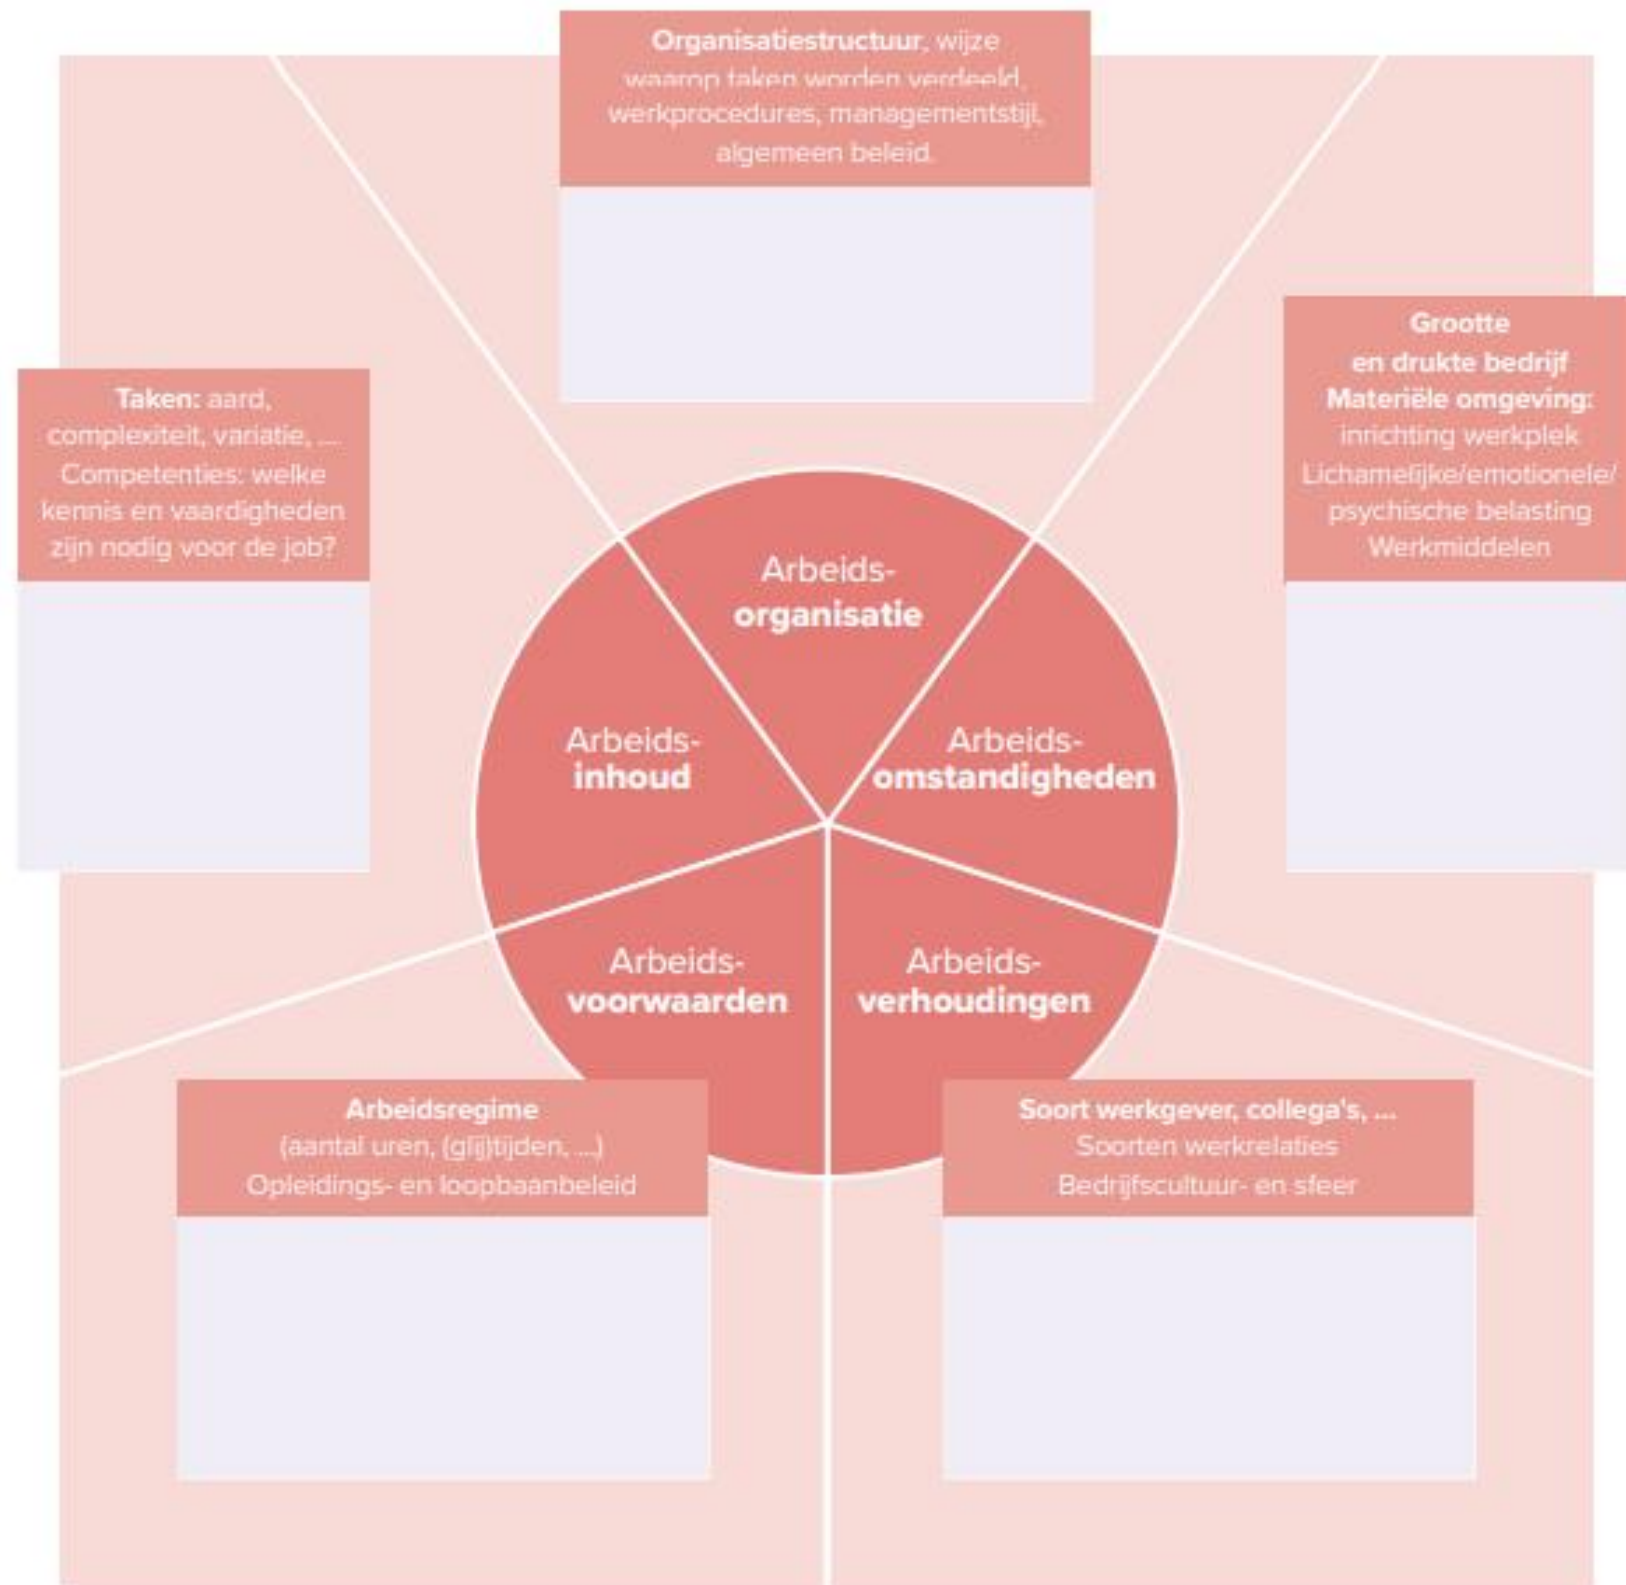 Organisatiestructuur, wijze
waarop taken worden verdeeld,
werkprocedures, managementstijl,
algemeen beleid.
Grootte
en drukte bedrijf
Materiële omgeving:
inrichting werkplek
Lichamelijke/emotionele/
psychische belasting
Werkmiddelen
Taken: aard,
complexiteit, variatie, ...
Competenties: welke
kennis en vaardigheden
zijn nodig voor de job?
Arbeids-
organisatie
Arbeids-
inhoud
Arbeids-
omstandigheden
Arbeids-
voorwaarden
Arbeids-
verhoudingen
Arbeidsregime
(aantal uren, (glij)tijden, ...)
Opleidings- en loopbaanbeleid
Soort werkgever, collega's, ...
Soorten werkrelaties
Bedrijfscultuur- en sfeer